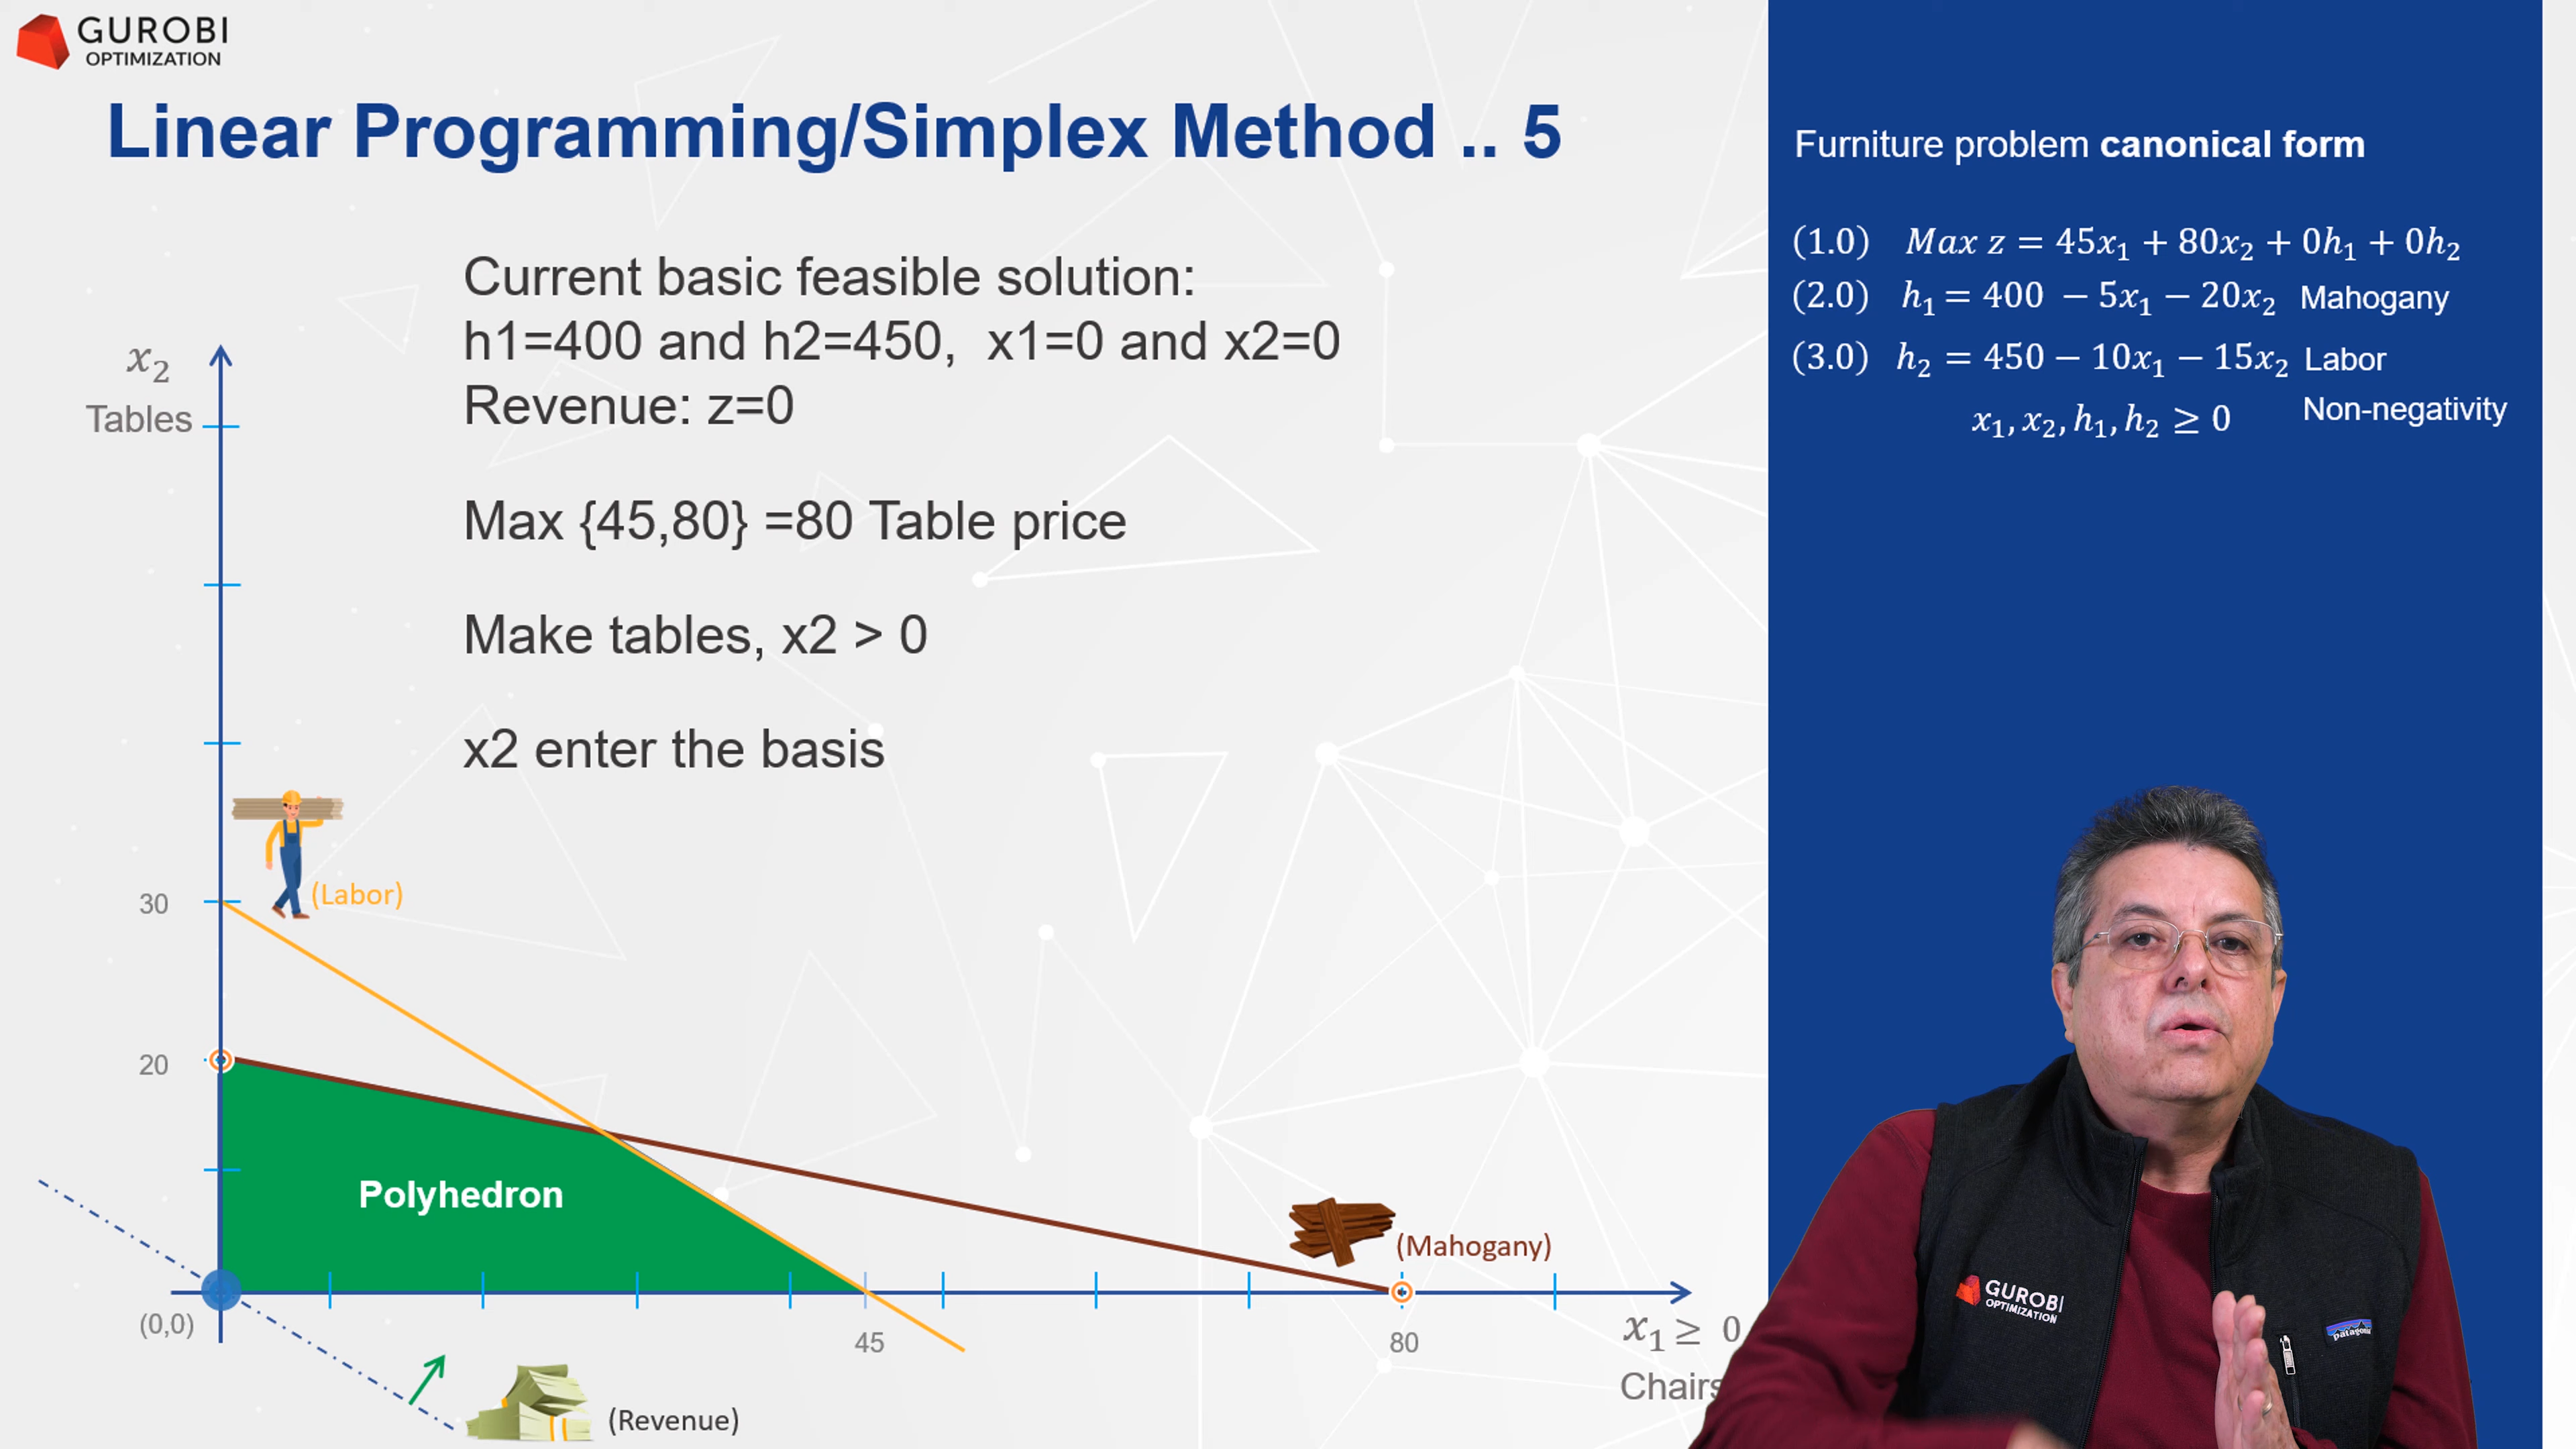 GUROBI
OPTIMIZATION
Linear Programming/Simplex Method .. 5
Current basic feasible solution:
h1=400 and h2=450, x1=0 and x2=0
Revenue: z=0
Max {45,80} =80 Table price
Make tables, x2 > 0
x2 enter the basis
x₂
Tables
30
(Labor)
20
Polyhedron
(Mahogany)
(0,0)
45
80
x₁ ≥ 0
Chairs
(Revenue)
Furniture problem canonical form
(1.0) Max z = 45x₁ + 80x₂ + 0h₁ + 0h₂
(2.0) h₁ = 400 − 5x₁ − 20x₂ Mahogany
(3.0) h₂ = 450 − 10x₁ − 15x₂ Labor
x₁, x₂, h₁, h₂ ≥ 0 Non-negativity
GUROBI
OPTIMIZATION
patagonia